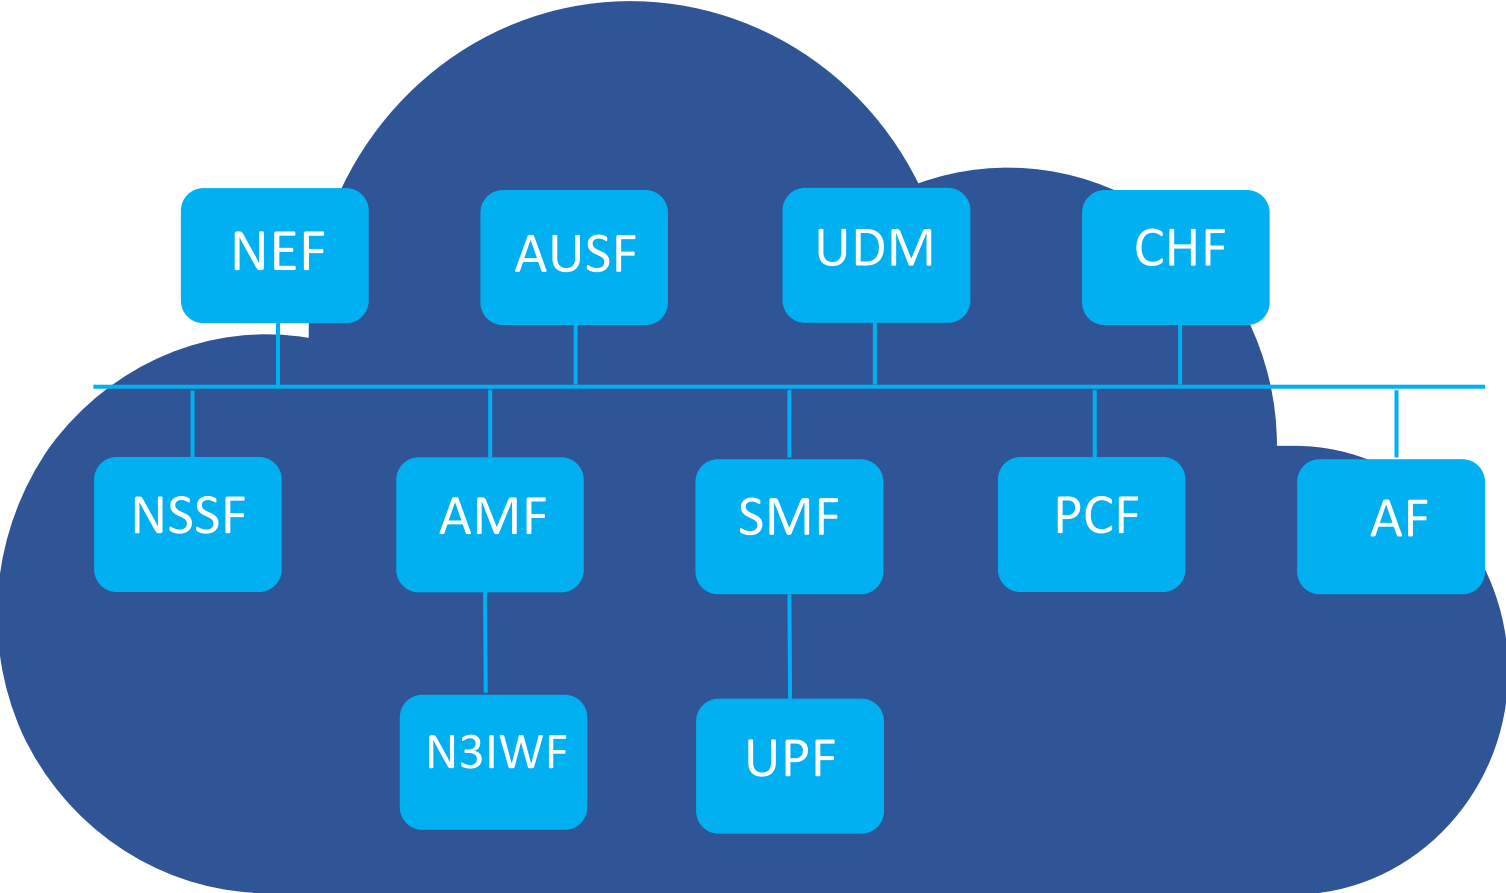 NEF
AUSF
UDM
CHF
NSSF
AMF
SMF
PCF
AF
N3IWF
UPF